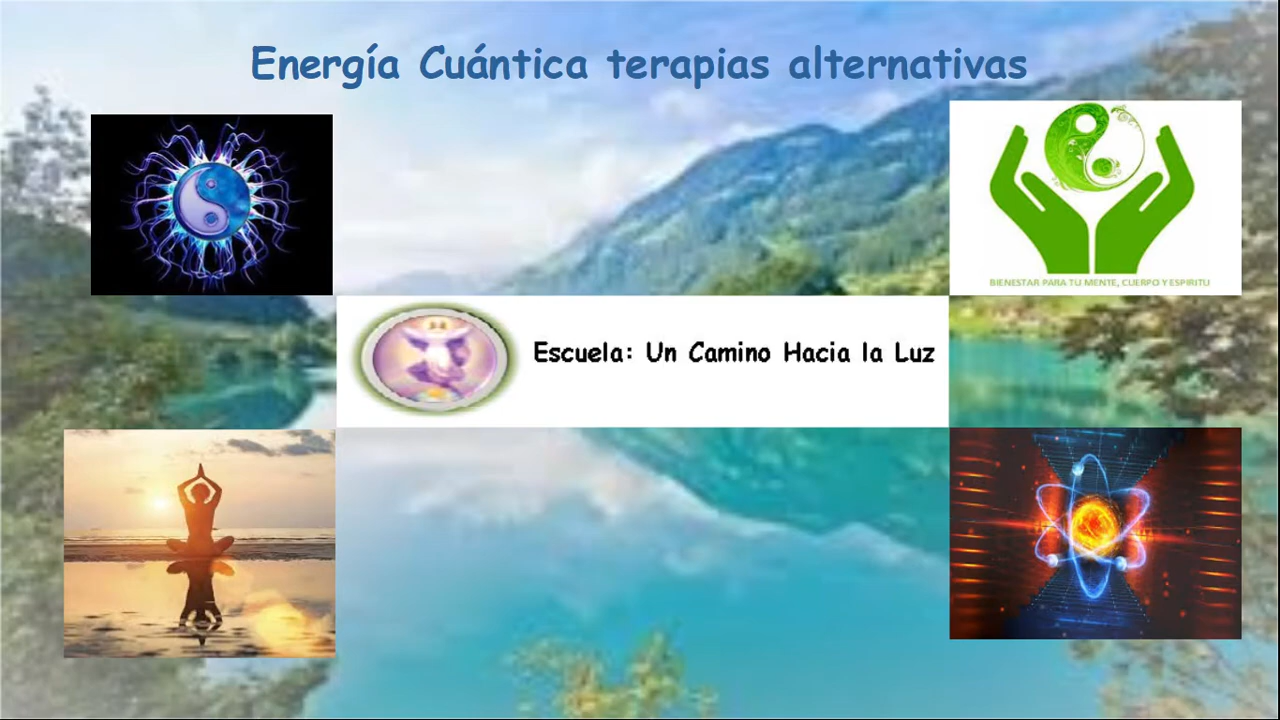 Energía Cuántica terapias alternativas
BIENESTAR PARA TU MENTE, CUERPO Y ESPIRITU
Escuela: Un Camino Hacia la Luz